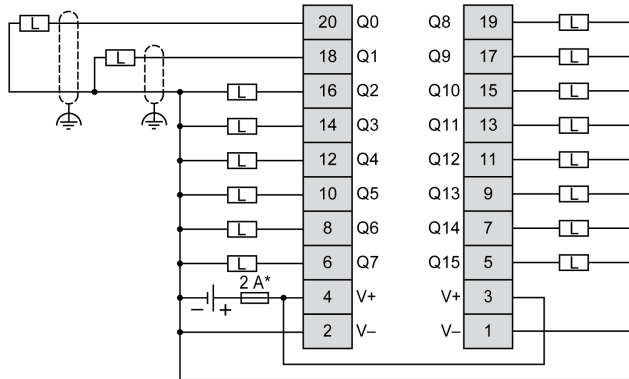 L 20 Q0 Q8 19 L
L 18 Q1 Q9 17 L
L 16 Q2 Q10 15 L
L 14 Q3 Q11 13 L
L 12 Q4 Q12 11 L
L 10 Q5 Q13 9 L
L 8 Q6 Q14 7 L
L 6 Q7 Q15 5 L
2 A*
− + 4 V+ V+ 3
2 V− V− 1